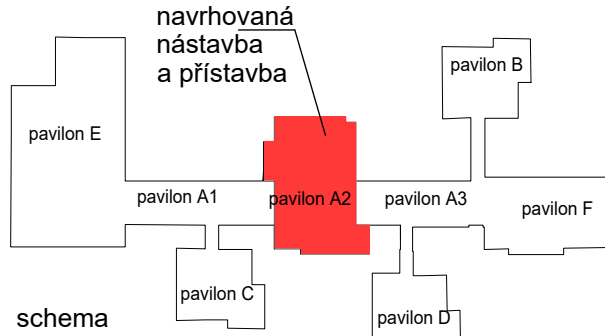 navrhovaná
nástavba
a přístavba
pavilon B
pavilon E
pavilon A1
pavilon A2
pavilon A3
pavilon F
pavilon C
pavilon D
schema